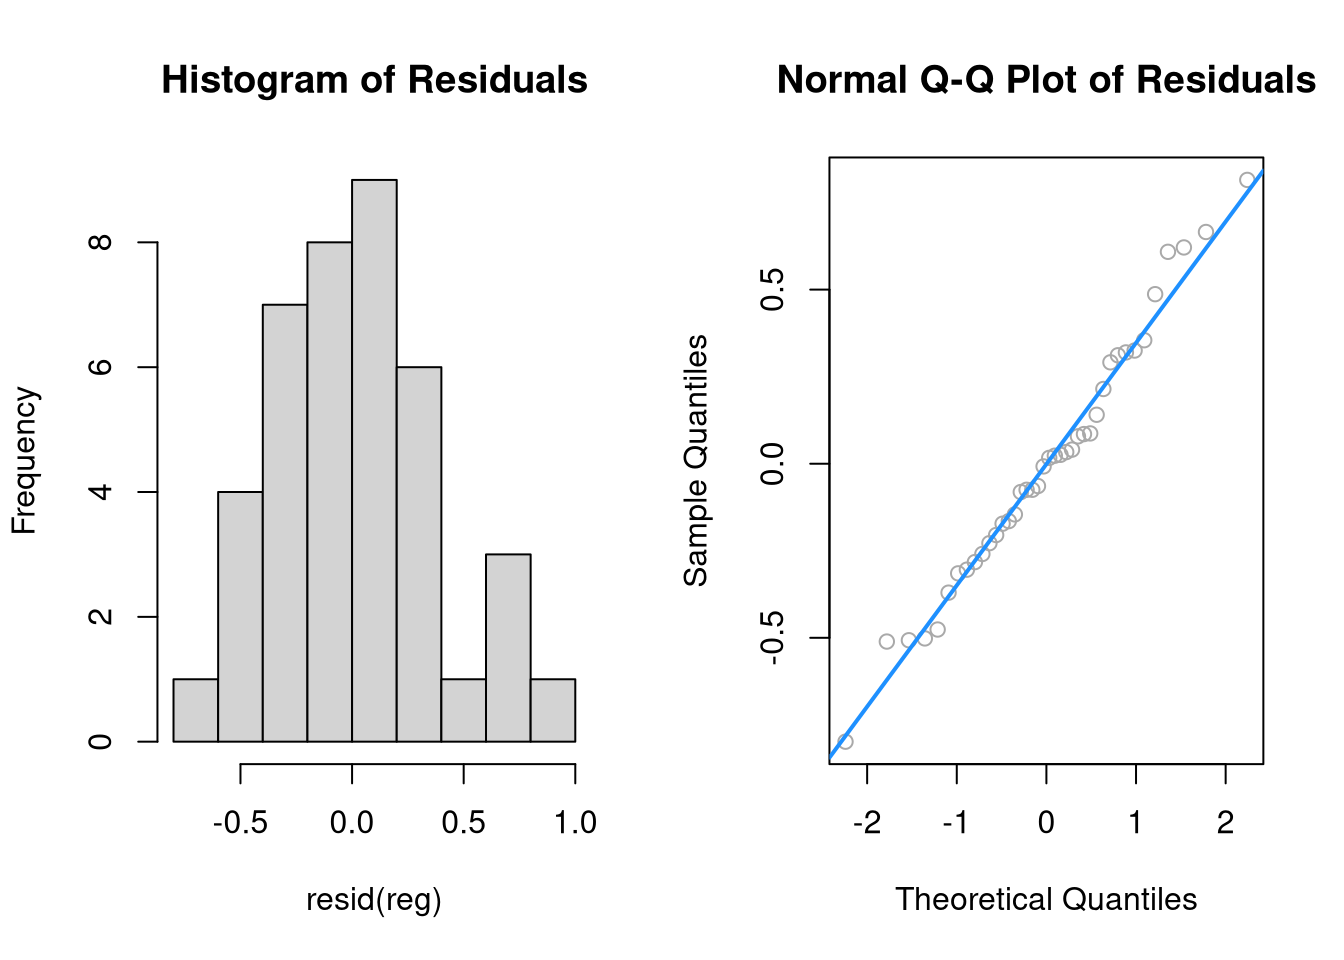 Histogram of Residuals
Frequency
0
2
4
6
8
-0.5
0.0
0.5
1.0
resid(reg)
Normal Q-Q Plot of Residuals
Sample Quantiles
-0.5
0.0
0.5
-2
-1
0
1
2
Theoretical Quantiles